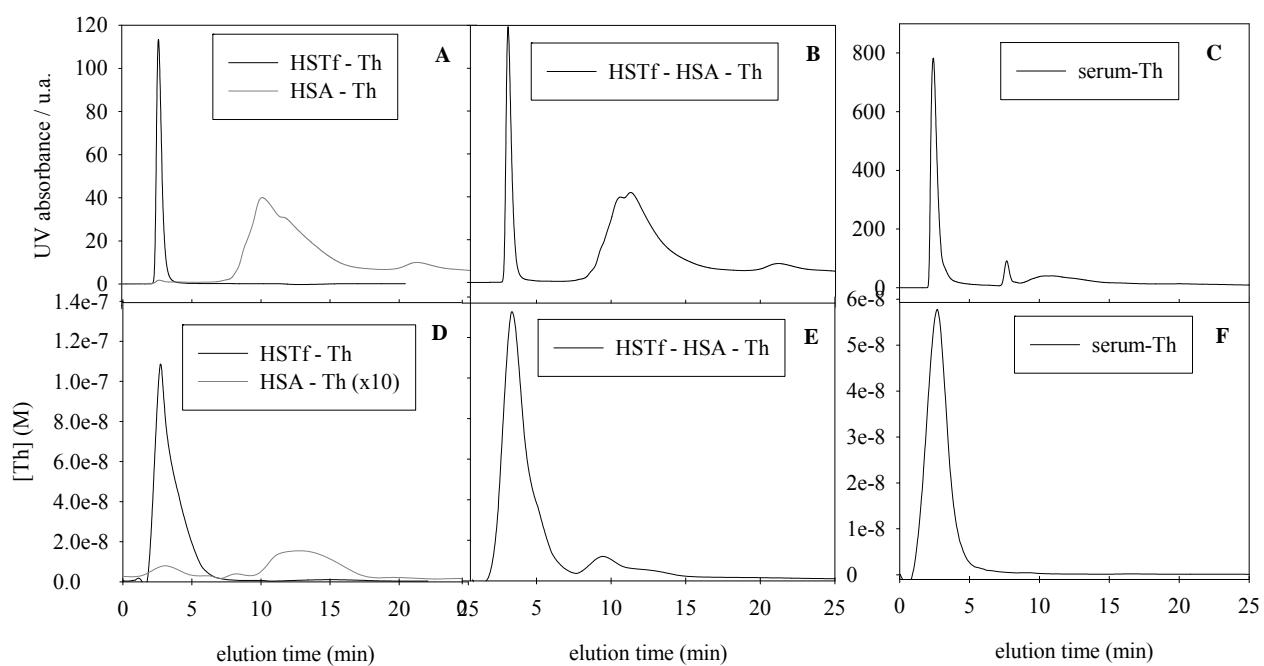 120
100
80
60
40
20
0
UV absorbance / u.a.
HSTf - Th
HSA - Th
A
HSTf - HSA - Th
B
800
600
400
200
0
serum-Th
C
1.4e-7
1.2e-7
1.0e-7
8.0e-8
6.0e-8
4.0e-8
2.0e-8
0.0
[Th] (M)
HSTf - Th
HSA - Th (x10)
D
0 5 10 15 20
elution time (min)
HSTf - HSA - Th
E
5 10 15 20 25
elution time (min)
6e-8
5e-8
4e-8
3e-8
2e-8
1e-8
0
serum-Th
F
0 5 10 15 20 25
elution time (min)